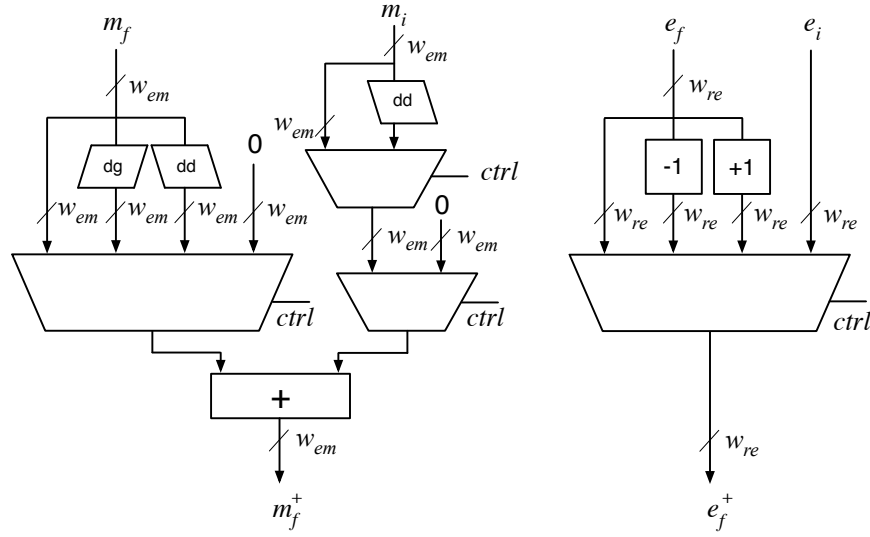 m_f m_i e_f e_i
w_em w_em w_re
dd
w_em
0 dg dd -1 +1
ctrl
0
w_em w_em w_em w_em w_re w_re w_re w_re
w_em w_em
ctrl ctrl ctrl
+
w_em w_re
m_f^+ e_f^+